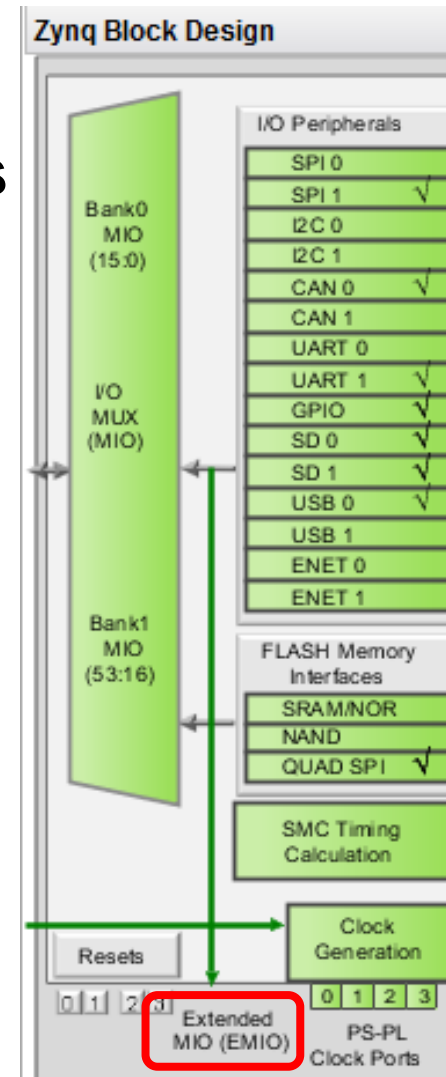 Zynq Block Design
s
Bank0
MIO
(15:0)
I/O
MUX
(MIO)
Bank1
MIO
(53:16)
I/O Peripherals
SPI 0
SPI 1 √
I2C 0
I2C 1
CAN 0 √
CAN 1
UART 0
UART 1 √
GPIO √
SD 0 √
SD 1 √
USB 0 √
USB 1
ENET 0
ENET 1
FLASH Memory
Interfaces
SRAM/NOR
NAND
QUAD SPI √
SMC Timing
Calculation
Clock
Generation
Resets
0 1 2 3
Extended
MIO (EMIO)
0 1 2 3
PS-PL
Clock Ports